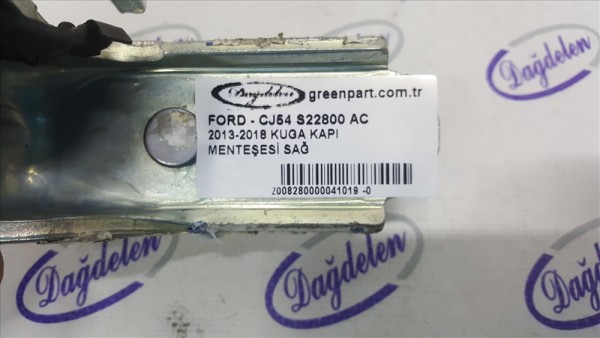 Dağdelen
Dağdelen greenpart.com.tr
FORD - CJ54 S22800 AC
2013-2018 KUGA KAPI
MENTEŞESİ SAĞ
2008280000041019 -0
Dağdelen
Dağdelen
Dağdelen